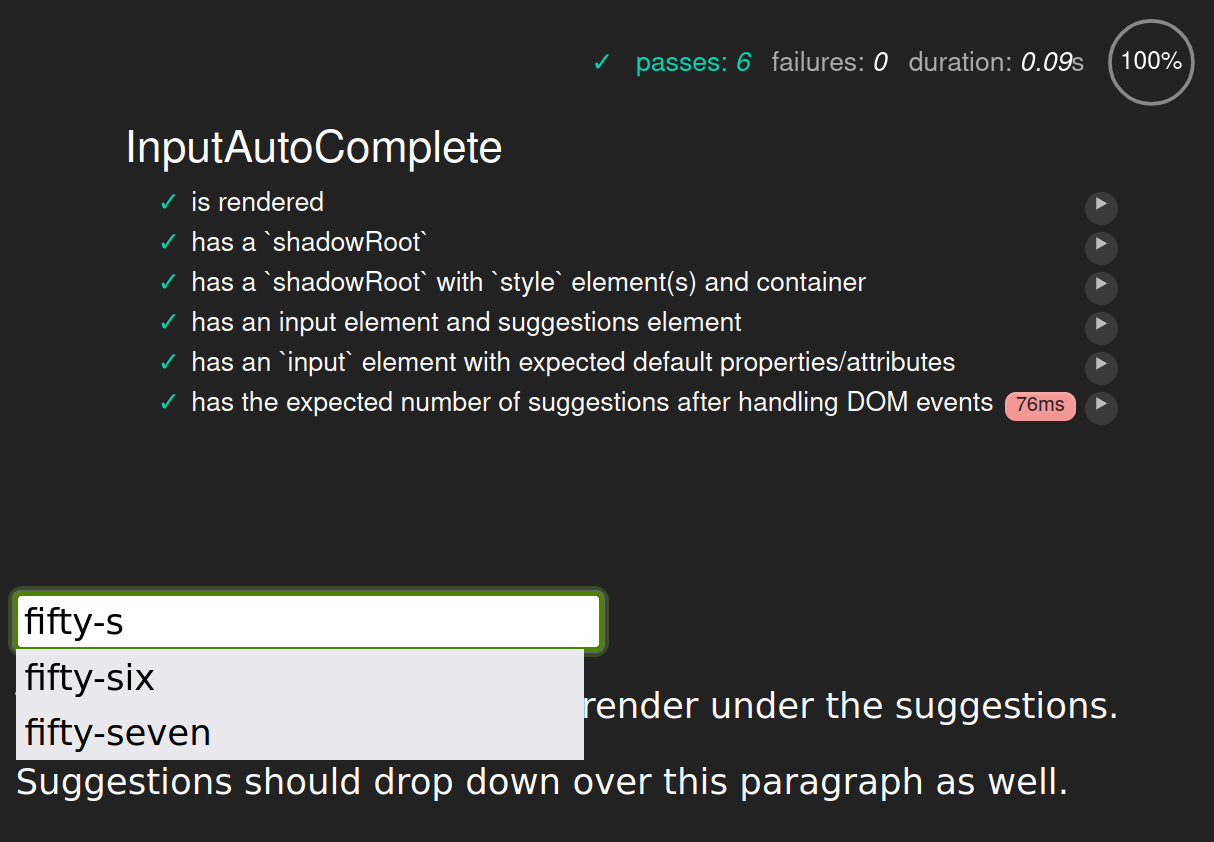 ✓ passes: 6 failures: 0 duration: 0.09s 100%
InputAutoComplete
✓ is rendered
✓ has a `shadowRoot`
✓ has a `shadowRoot` with `style` element(s) and container
✓ has an input element and suggestions element
✓ has an `input` element with expected default properties/attributes
✓ has the expected number of suggestions after handling DOM events 76ms
fifty-s
fifty-six
render under the suggestions.
fifty-seven
Suggestions should drop down over this paragraph as well.